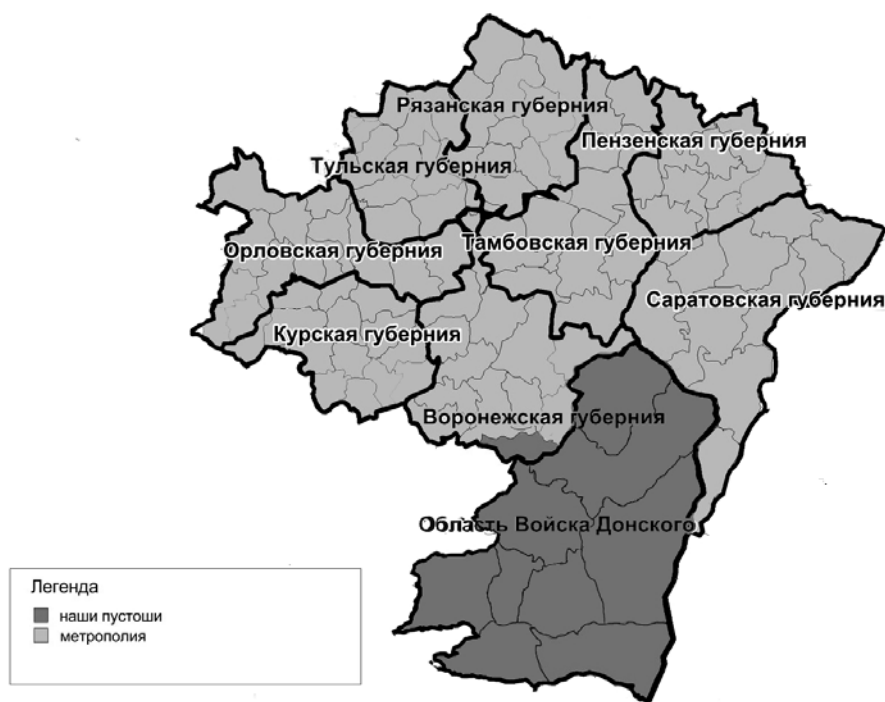 Рязанская губерния
Пензенская губерния
Тульская губерния
Орловская губерния
Тамбовская губерния
Саратовская губерния
Курская губерния
Воронежская губерния
Область Войска Донского
Легенда
наши пустоши
метрополия